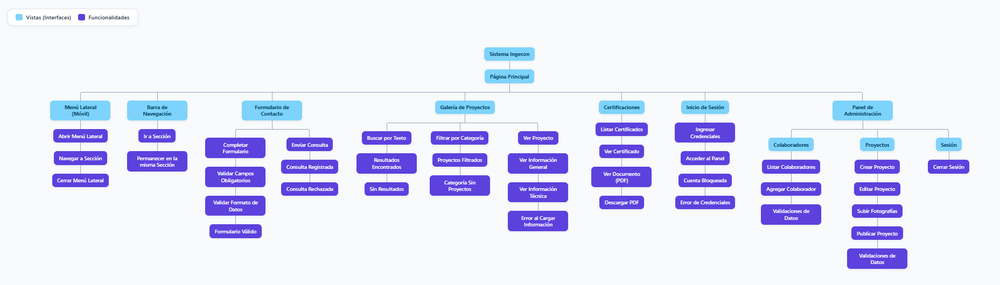 Vistas (Interfaces)
Funcionalidades
Sistema Ingecon
Página Principal
Menú Lateral
(Móvil)
Abrir Menú Lateral
Navegar a Sección
Cerrar Menú Lateral
Barra de
Navegación
Ir a Sección
Permanecer en la
misma Sección
Formulario de
Contacto
Completar
Formulario
Validar Campos
Obligatorios
Validar Formato de
Datos
Formulario Válido
Enviar Consulta
Consulta Registrada
Consulta Rechazada
Galería de Proyectos
Buscar por Texto
Resultados
Encontrados
Sin Resultados
Filtrar por Categoría
Proyectos Filtrados
Categoría Sin
Proyectos
Ver Proyecto
Ver Información
General
Ver Información
Técnica
Error al Cargar
Información
Certificaciones
Listar Certificados
Ver Certificado
Ver Documento
(PDF)
Descargar PDF
Inicio de Sesión
Ingresar
Credenciales
Acceder al Panel
Cuenta Bloqueada
Error de Credenciales
Panel de
Administración
Colaboradores
Listar Colaboradores
Agregar Colaborador
Validaciones de
Datos
Proyectos
Crear Proyecto
Editar Proyecto
Subir Fotografías
Publicar Proyecto
Validaciones de
Datos
Sesión
Cerrar Sesión